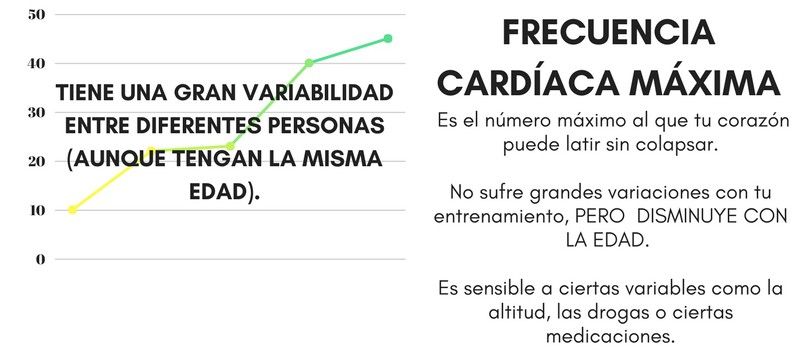 50
40
30
20
10
0
TIENE UNA GRAN VARIABILIDAD
ENTRE DIFERENTES PERSONAS
(AUNQUE TENGAN LA MISMA
EDAD).
FRECUENCIA
CARDÍACA MÁXIMA
Es el número máximo al que tu corazón
puede latir sin colapsar.
No sufre grandes variaciones con tu
entrenamiento, PERO DISMINUYE CON
LA EDAD.
Es sensible a ciertas variables como la
altitud, las drogas o ciertas
medicaciones.